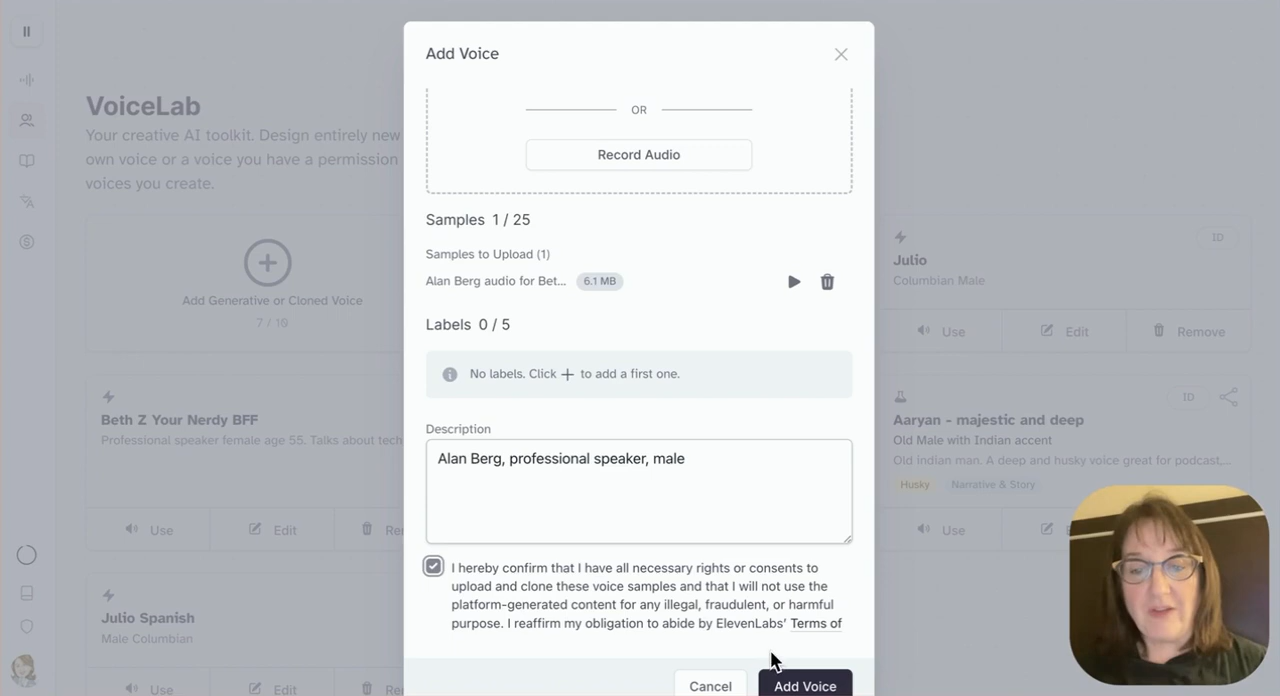 Add Voice
OR
Record Audio
Samples 1 / 25
Samples to Upload (1)
Alan Berg audio for Bet... 6.1 MB
Labels 0 / 5
No labels. Click + to add a first one.
Description
Alan Berg, professional speaker, male
I hereby confirm that I have all necessary rights or consents to
upload and clone these voice samples and that I will not use the
platform-generated content for any illegal, fraudulent, or harmful
purpose. I reaffirm my obligation to abide by ElevenLabs' Terms of
Cancel Add Voice
VoiceLab
Your creative AI toolkit. Design entirely new
own voice or a voice you have a permission
voices you create.
Add Generative or Cloned Voice
7 / 10
ID
Julio
Columbian Male
Use Edit Remove
Beth Z Your Nerdy BFF
Professional speaker female age 55. Talks about tech
Use Edit
ID
Aaryan - majestic and deep
Old Male with Indian accent
Old indian man. A deep and husky voice great for podcast,...
Husky Narrative & Story
Use
Julio Spanish
Male Columbian
Use Edit